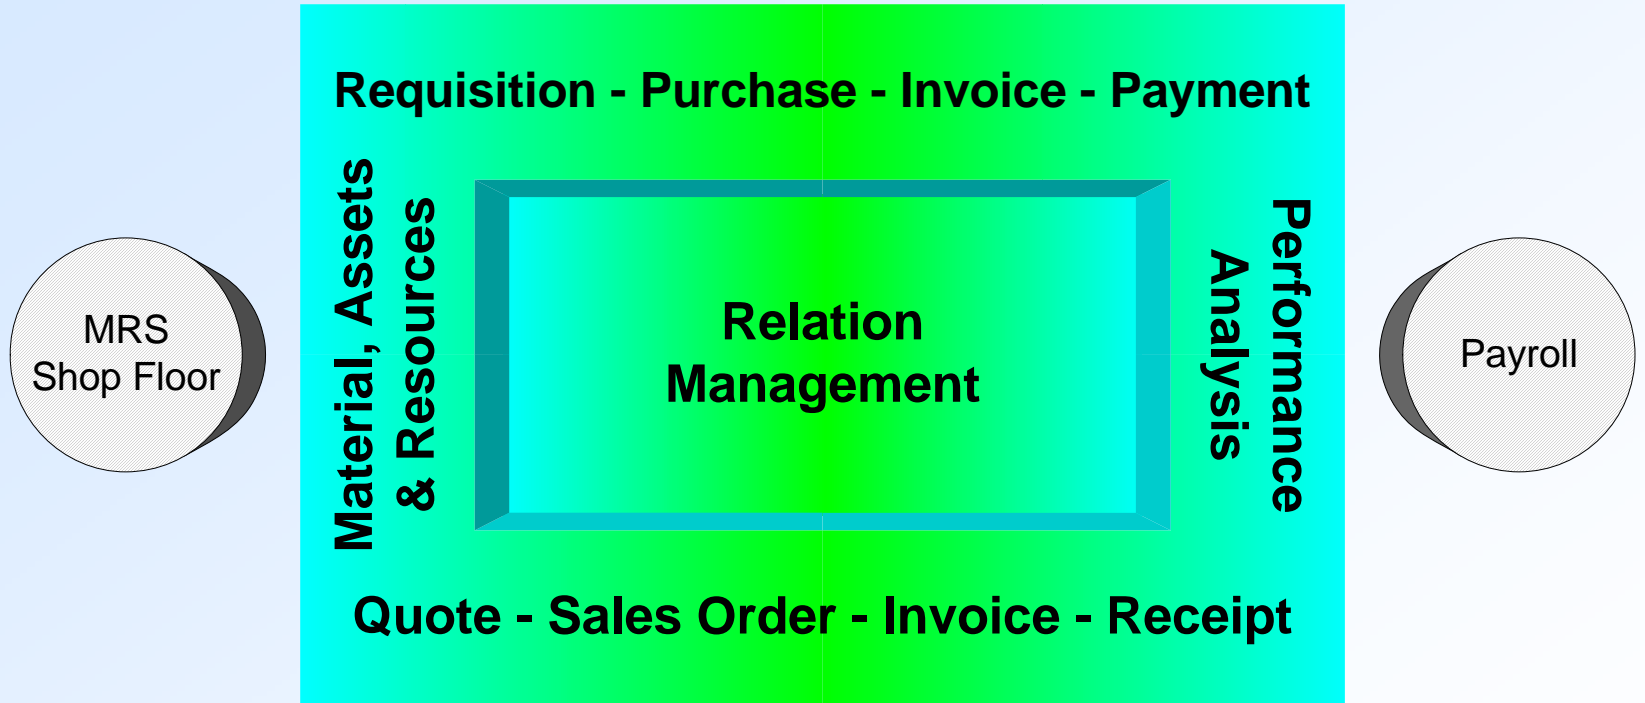 Requisition - Purchase - Invoice - Payment
Material, Assets
& Resources
MRS
Shop Floor
Relation
Management
Performance
Analysis
Payroll
Quote - Sales Order - Invoice - Receipt